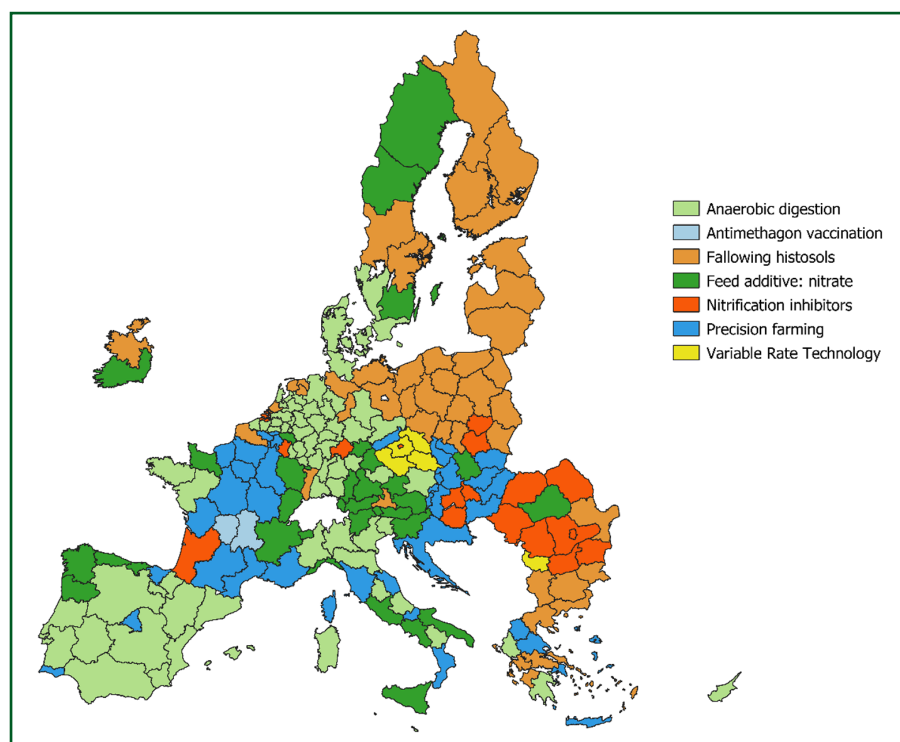 Anaerobic digestion
Antimethagon vaccination
Fallowing histosols
Feed additive: nitrate
Nitrification inhibitors
Precision farming
Variable Rate Technology